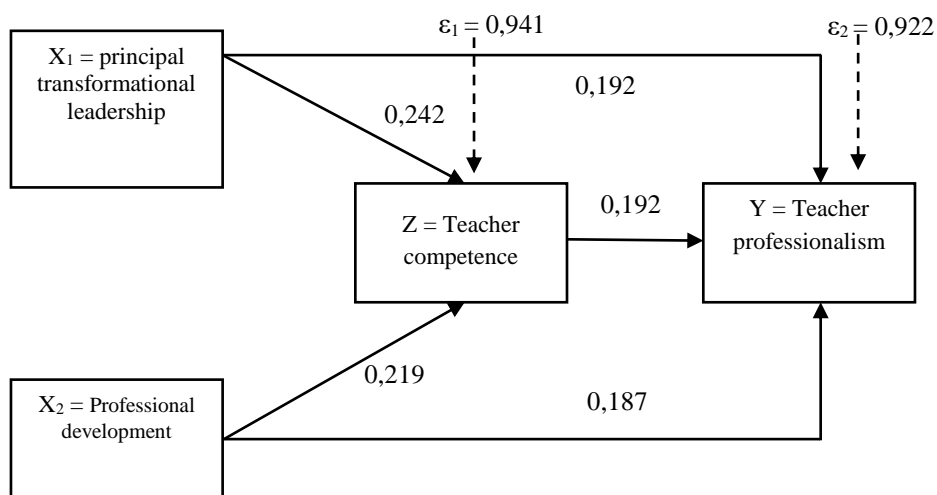 X₁ = principal
transformational
leadership
ε₁ = 0,941
ε₂ = 0,922
0,192
0,242
Z = Teacher
competence
0,192
Y = Teacher
professionalism
0,219
0,187
X₂ = Professional
development